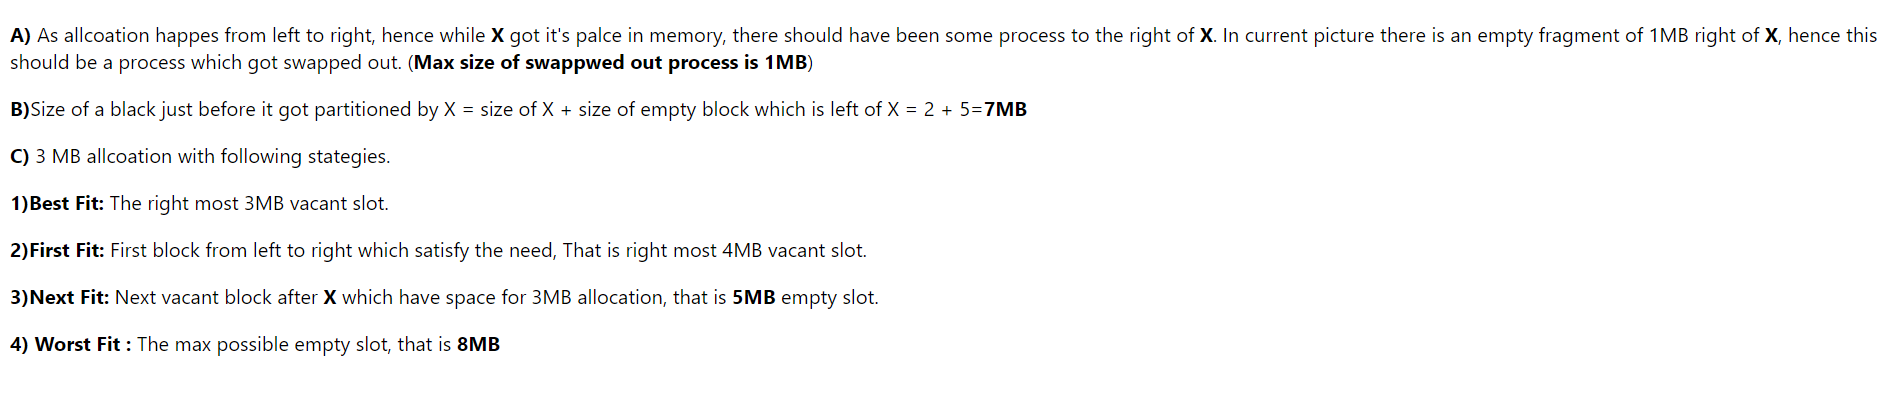 A) As allcoation happes from left to right, hence while X got it's palce in memory, there should have been some process to the right of X. In current picture there is an empty fragment of 1MB right of X, hence this
should be a process which got swapped out. (Max size of swappwed out process is 1MB)
B)Size of a black just before it got partitioned by X = size of X + size of empty block which is left of X = 2 + 5=7MB
C) 3 MB allcoation with following stategies.
1)Best Fit: The right most 3MB vacant slot.
2)First Fit: First block from left to right which satisfy the need, That is right most 4MB vacant slot.
3)Next Fit: Next vacant block after X which have space for 3MB allocation, that is 5MB empty slot.
4) Worst Fit : The max possible empty slot, that is 8MB